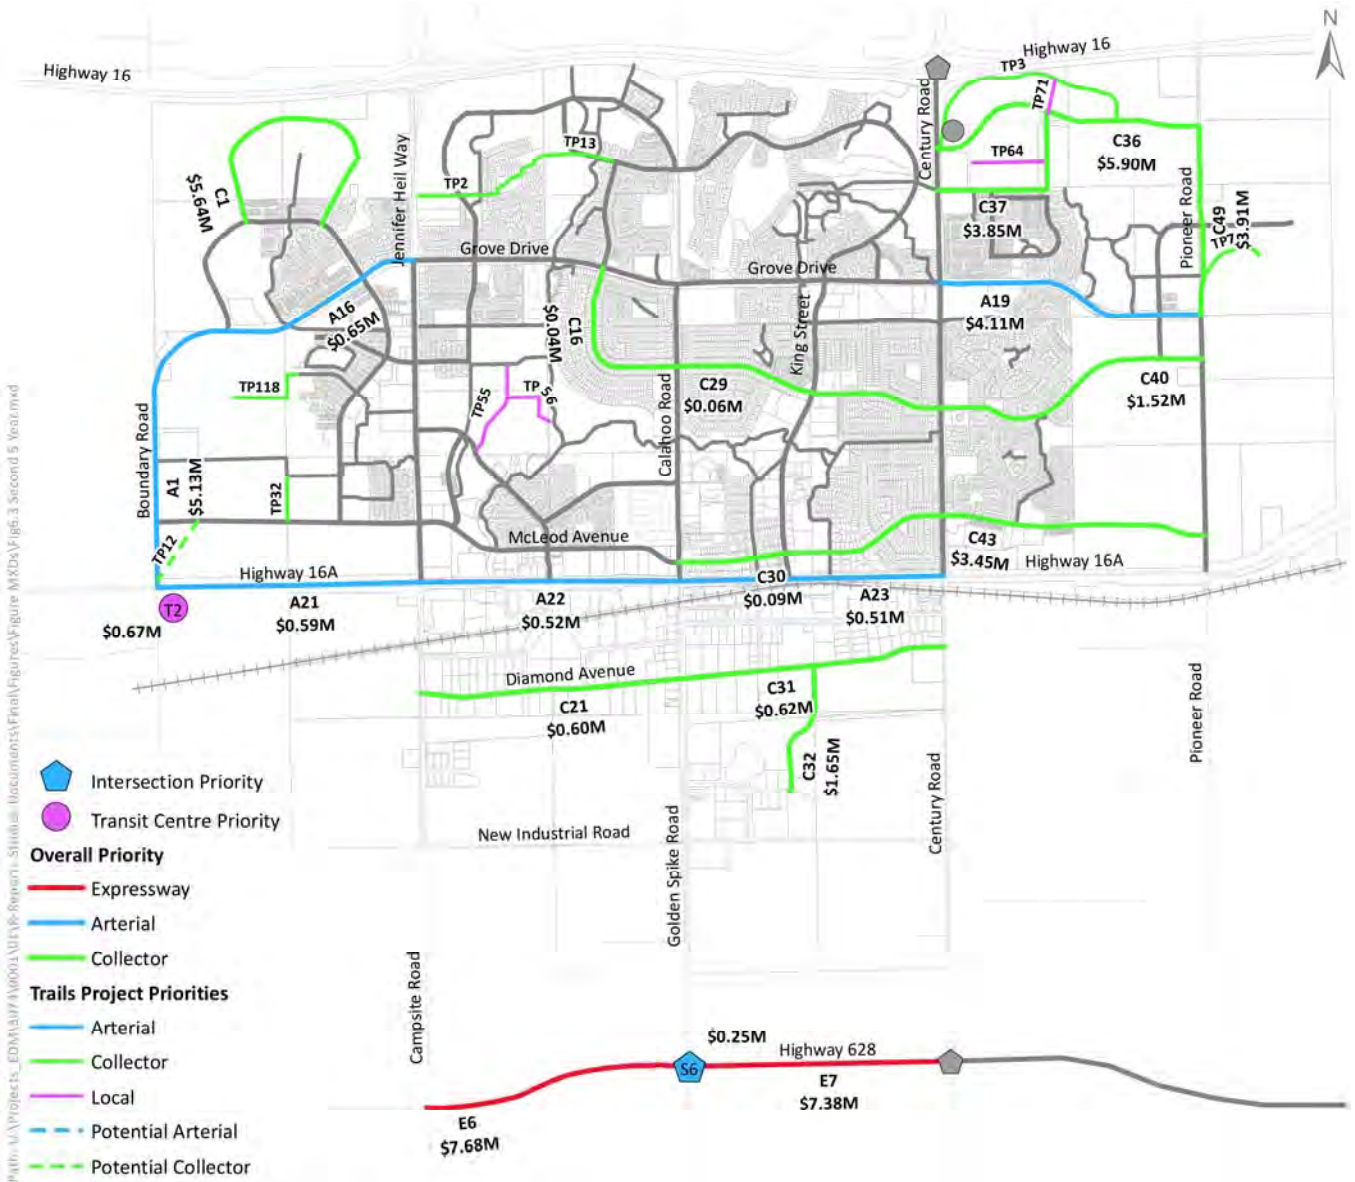 N
Highway 16
Highway 16
TP3
TP71
Century Road
TP13
TP64
C36
$5.90M
Jennifer Heil Way
TP2
C1
$5.64M
C37
$3.85M
Pioneer Road
C49
$3.91M
Grove Drive
Grove Drive
A16
$0.65M
C16
$0.04M
King Street
A19
$4.11M
TP118
TP55
TP 56
Calahoo Road
C29
$0.06M
C40
$1.52M
Boundary Road
A1
$5.13M
TP32
TP12
McLeod Avenue
C43
$3.45M
Highway 16A
Highway 16A
C30
$0.09M
T2
$0.67M
A21
$0.59M
A22
$0.52M
A23
$0.51M
Diamond Avenue
C21
$0.60M
C31
$0.62M
C32
$1.65M
Pioneer Road
Century Road
New Industrial Road
Golden Spike Road
Campsite Road
$0.25M
S6
Highway 628
E7
$7.38M
E6
$7.68M
Intersection Priority
Transit Centre Priority
Overall Priority
Expressway
Arterial
Collector
Trails Project Priorities
Arterial
Collector
Local
Potential Arterial
Potential Collector